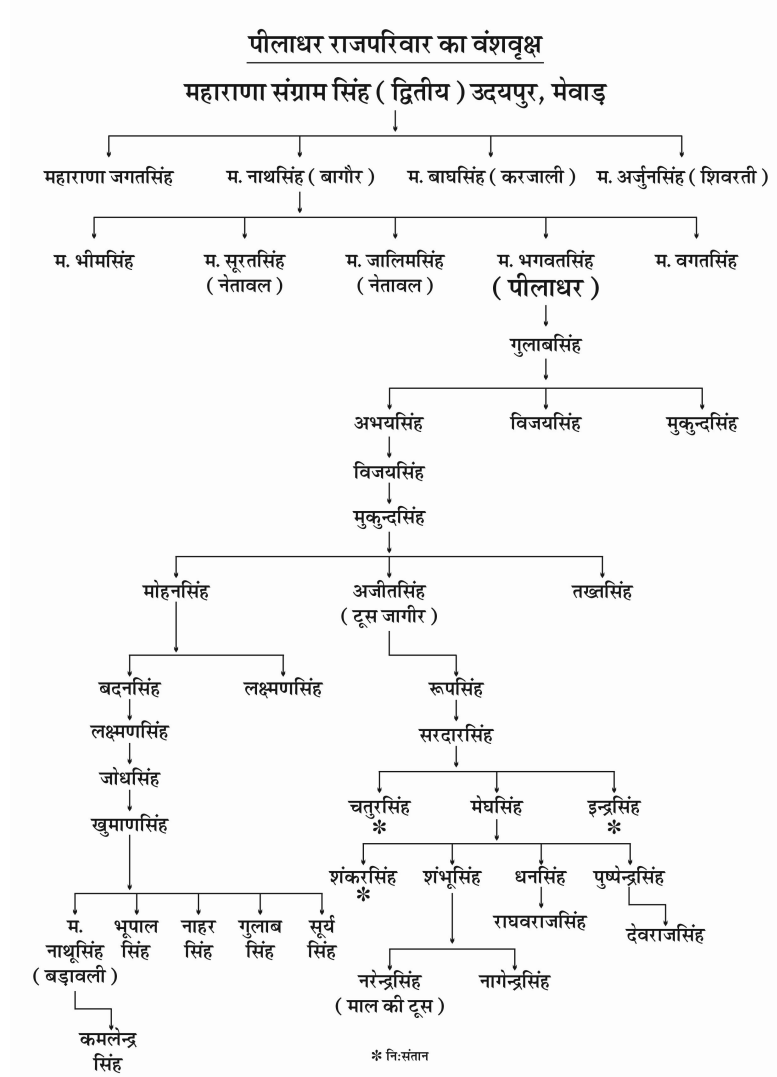 पीलाधर राजपरिवार का वंशवृक्ष
महाराणा संग्राम सिंह ( द्वितीय ) उदयपुर, मेवाड़
महाराणा जगतसिंह म. नाथसिंह ( बागौर ) म. बाघसिंह ( करजाली ) म. अर्जुनसिंह ( शिवरती )
म. भीमसिंह म. सूरतसिंह म. जालिमसिंह म. भगवतसिंह म. वगतसिंह
( नेतावल ) ( नेतावल ) ( पीलाधर )
गुलाबसिंह
अभयसिंह विजयसिंह मुकुन्दसिंह
विजयसिंह
मुकुन्दसिंह
मोहनसिंह अजीतसिंह तख्तसिंह
( टूस जागीर )
बदनसिंह लक्ष्मणसिंह रूपसिंह
लक्ष्मणसिंह सरदारसिंह
जोधसिंह
चतुरसिंह मेघसिंह इन्द्रसिंह
* *
खुमाणसिंह
शंकरसिंह शंभूसिंह धनसिंह पुष्पेन्द्रसिंह
*
राघवराजसिंह
देवराजसिंह
म. भूपाल नाहर गुलाब सूर्य
नाथूसिंह सिंह सिंह सिंह सिंह
( बड़ावली )
नरेन्द्रसिंह नागेन्द्रसिंह
( माल की टूस )
कमलेन्द्र
सिंह
* नि:संतान